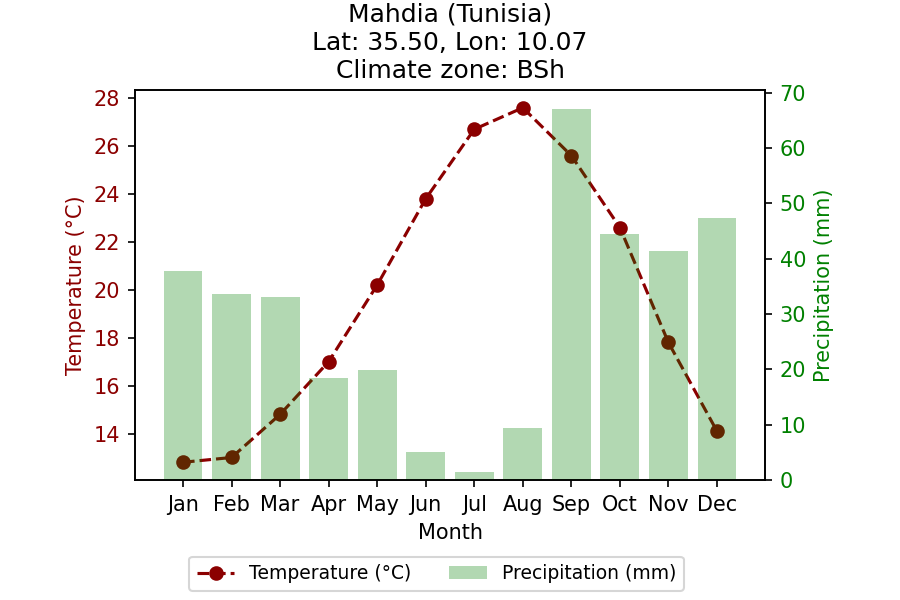 Mahdia (Tunisia)
Lat: 35.50, Lon: 10.07
Climate zone: BSh
Temperature (°C)
28
26
24
22
20
18
16
14
70
60
50
40
30
20
10
0
Precipitation (mm)
Jan Feb Mar Apr May Jun Jul Aug Sep Oct Nov Dec
Month
Temperature (°C) Precipitation (mm)